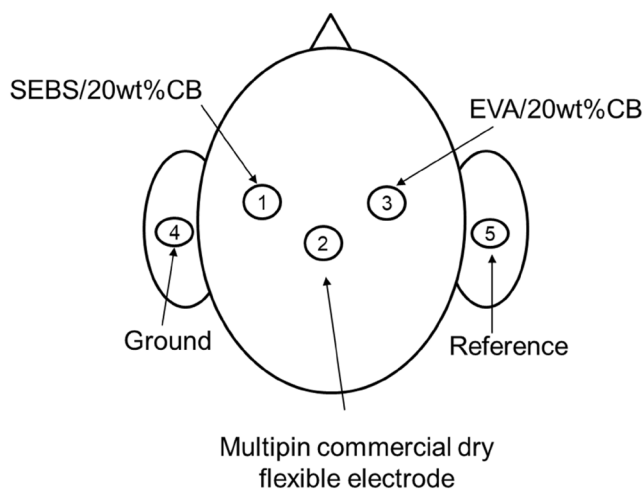 SEBS/20wt%CB
EVA/20wt%CB
1
3
4
2
5
Ground
Reference
Multipin commercial dry
flexible electrode